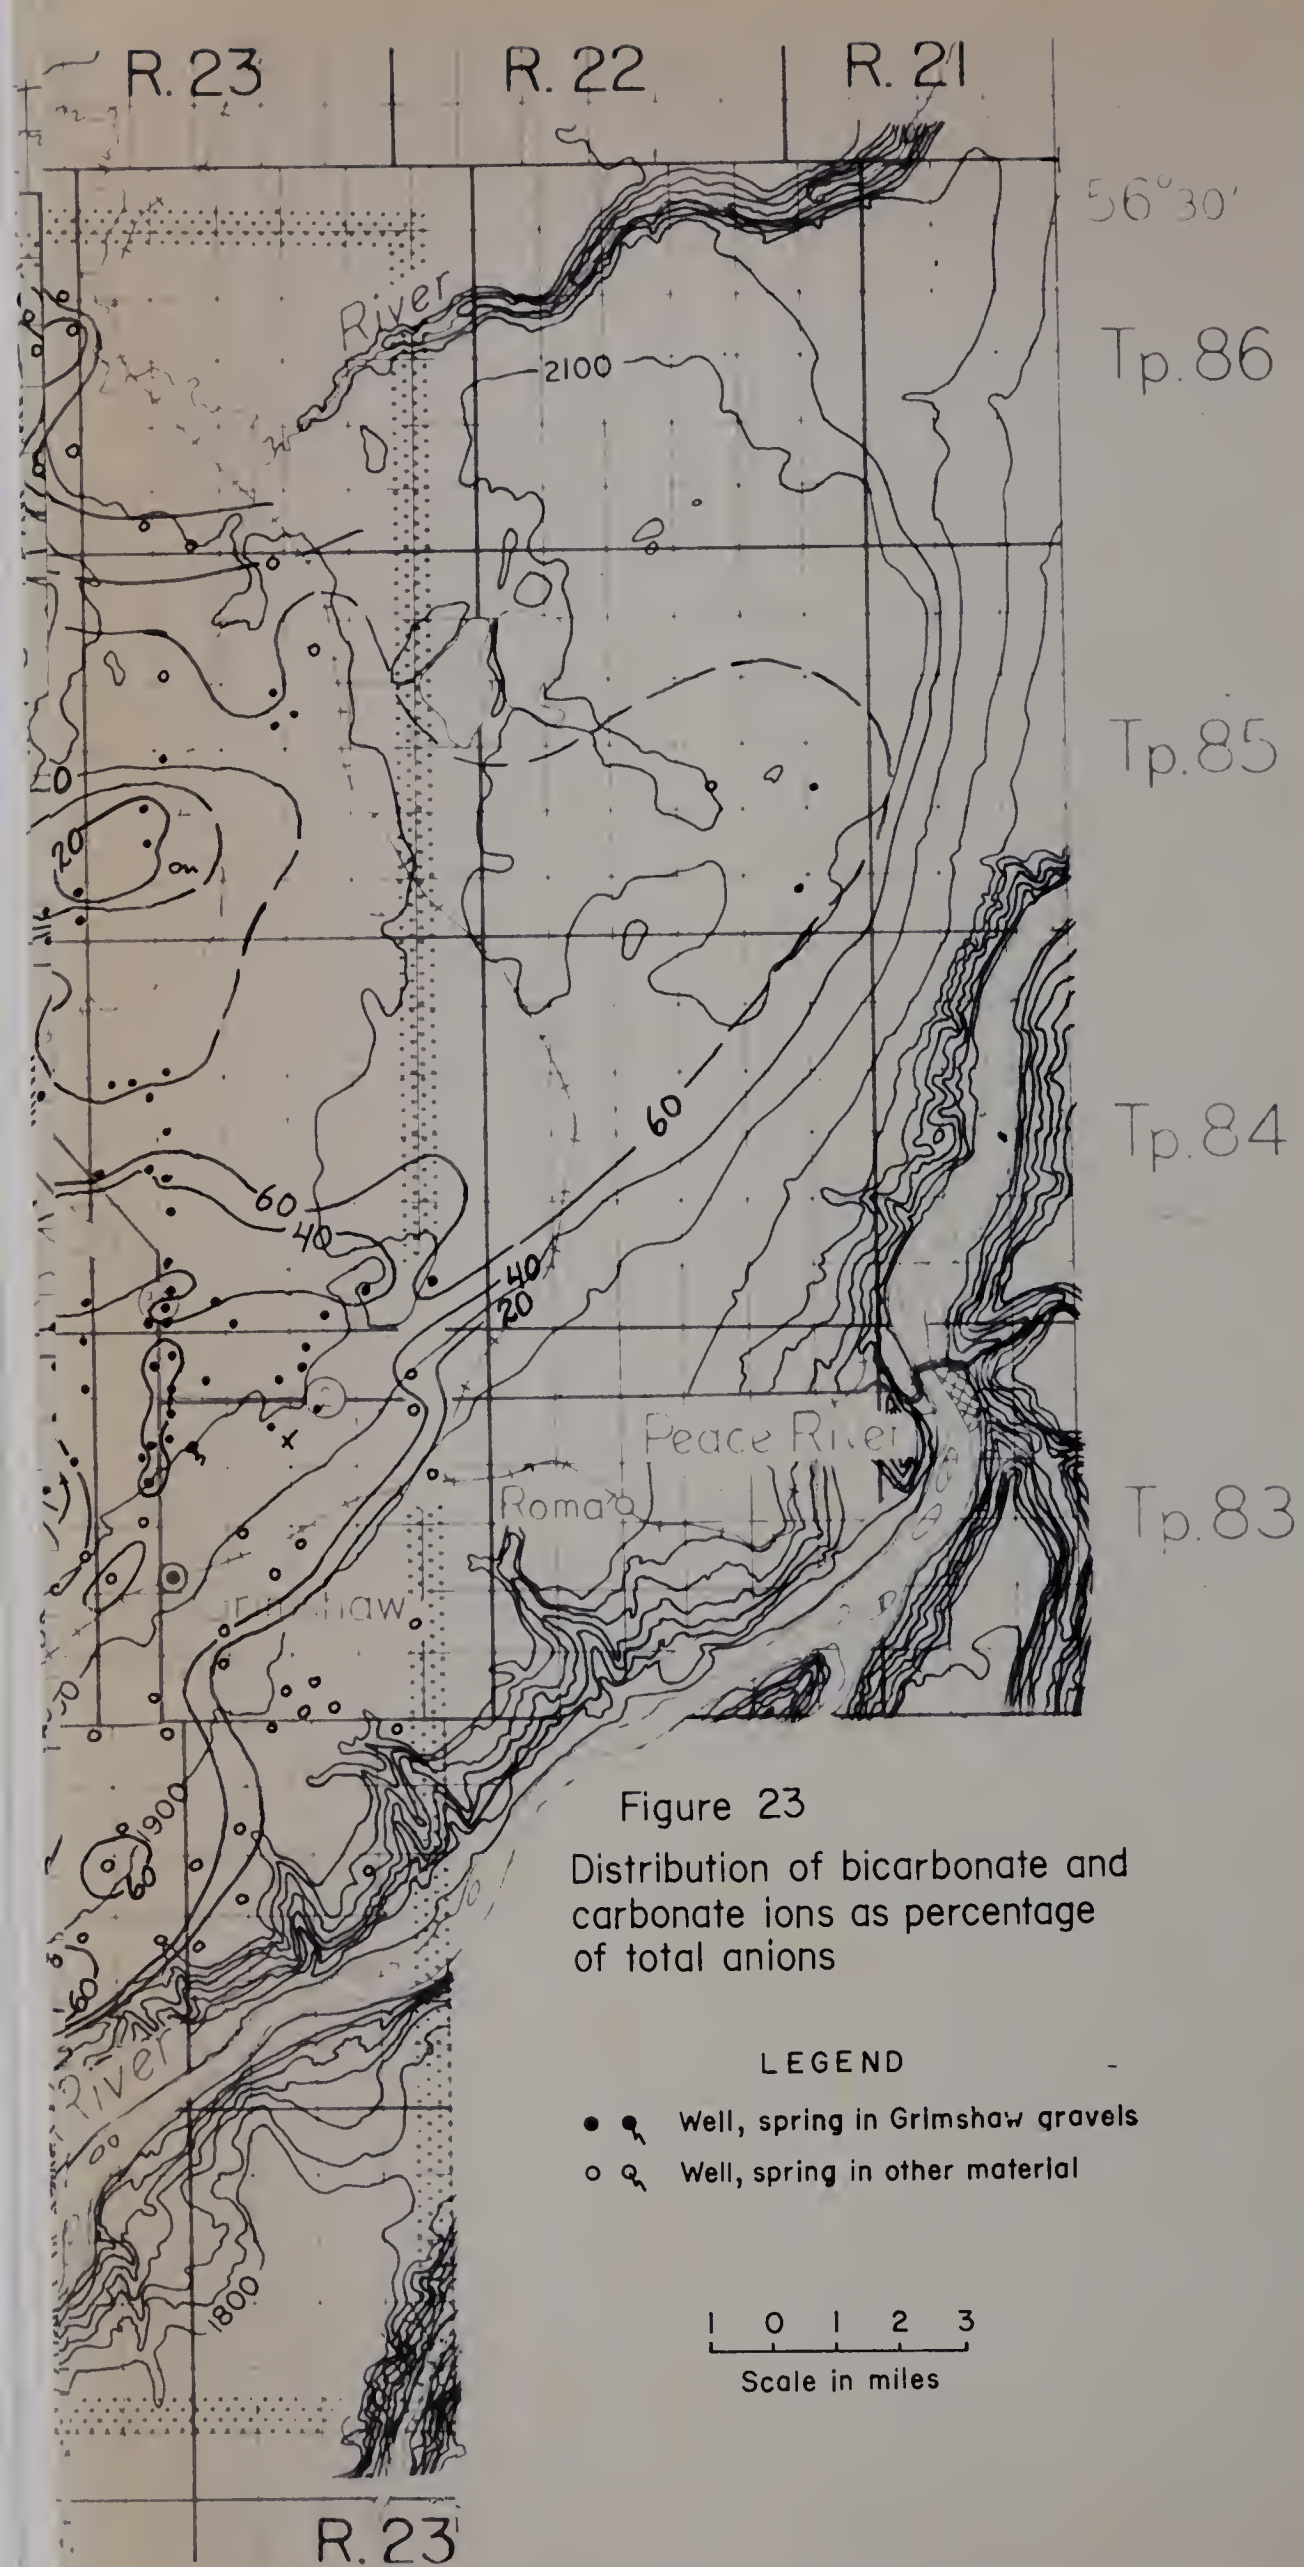 R. 23
R. 22
R. 21
56°30'
River
Tp. 86
2100
Tp. 85
20
60
Tp. 84
60
40
40
20
Peace River
Roma
Tp. 83
1900
60
60
River
1800
Figure 23
Distribution of bicarbonate and
carbonate ions as percentage
of total anions
LEGEND
Well, spring in Grimshaw gravels
Well, spring in other material
1 0 1 2 3
Scale in miles
R. 23